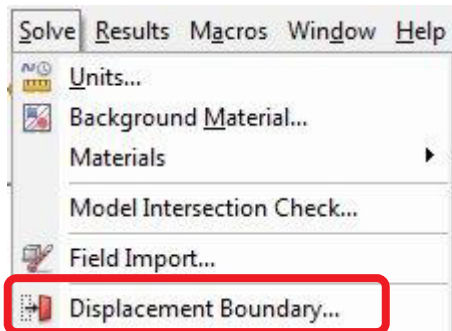 Solve Results Macros Window Help
Units...
Background Material...
Materials
Model Intersection Check...
Field Import...
Displacement Boundary...